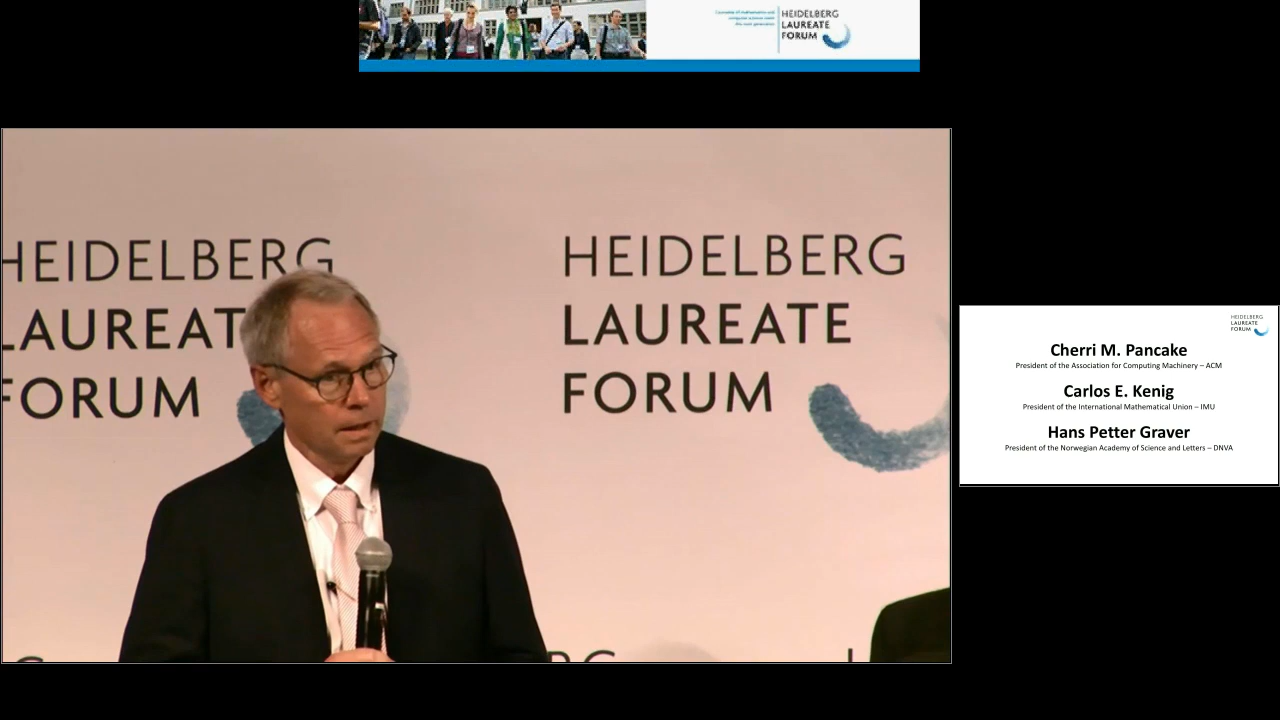 HEIDELBERG
LAUREATE
FORUM
HEIDELBERG
LAUREAT
FORUM
HEIDELBERG
LAUREATE
FORUM
HEIDELBERG
LAUREATE
FORUM
Cherri M. Pancake
President of the Association for Computing Machinery – ACM
Carlos E. Kenig
President of the International Mathematical Union – IMU
Hans Petter Graver
President of the Norwegian Academy of Science and Letters – DNVA